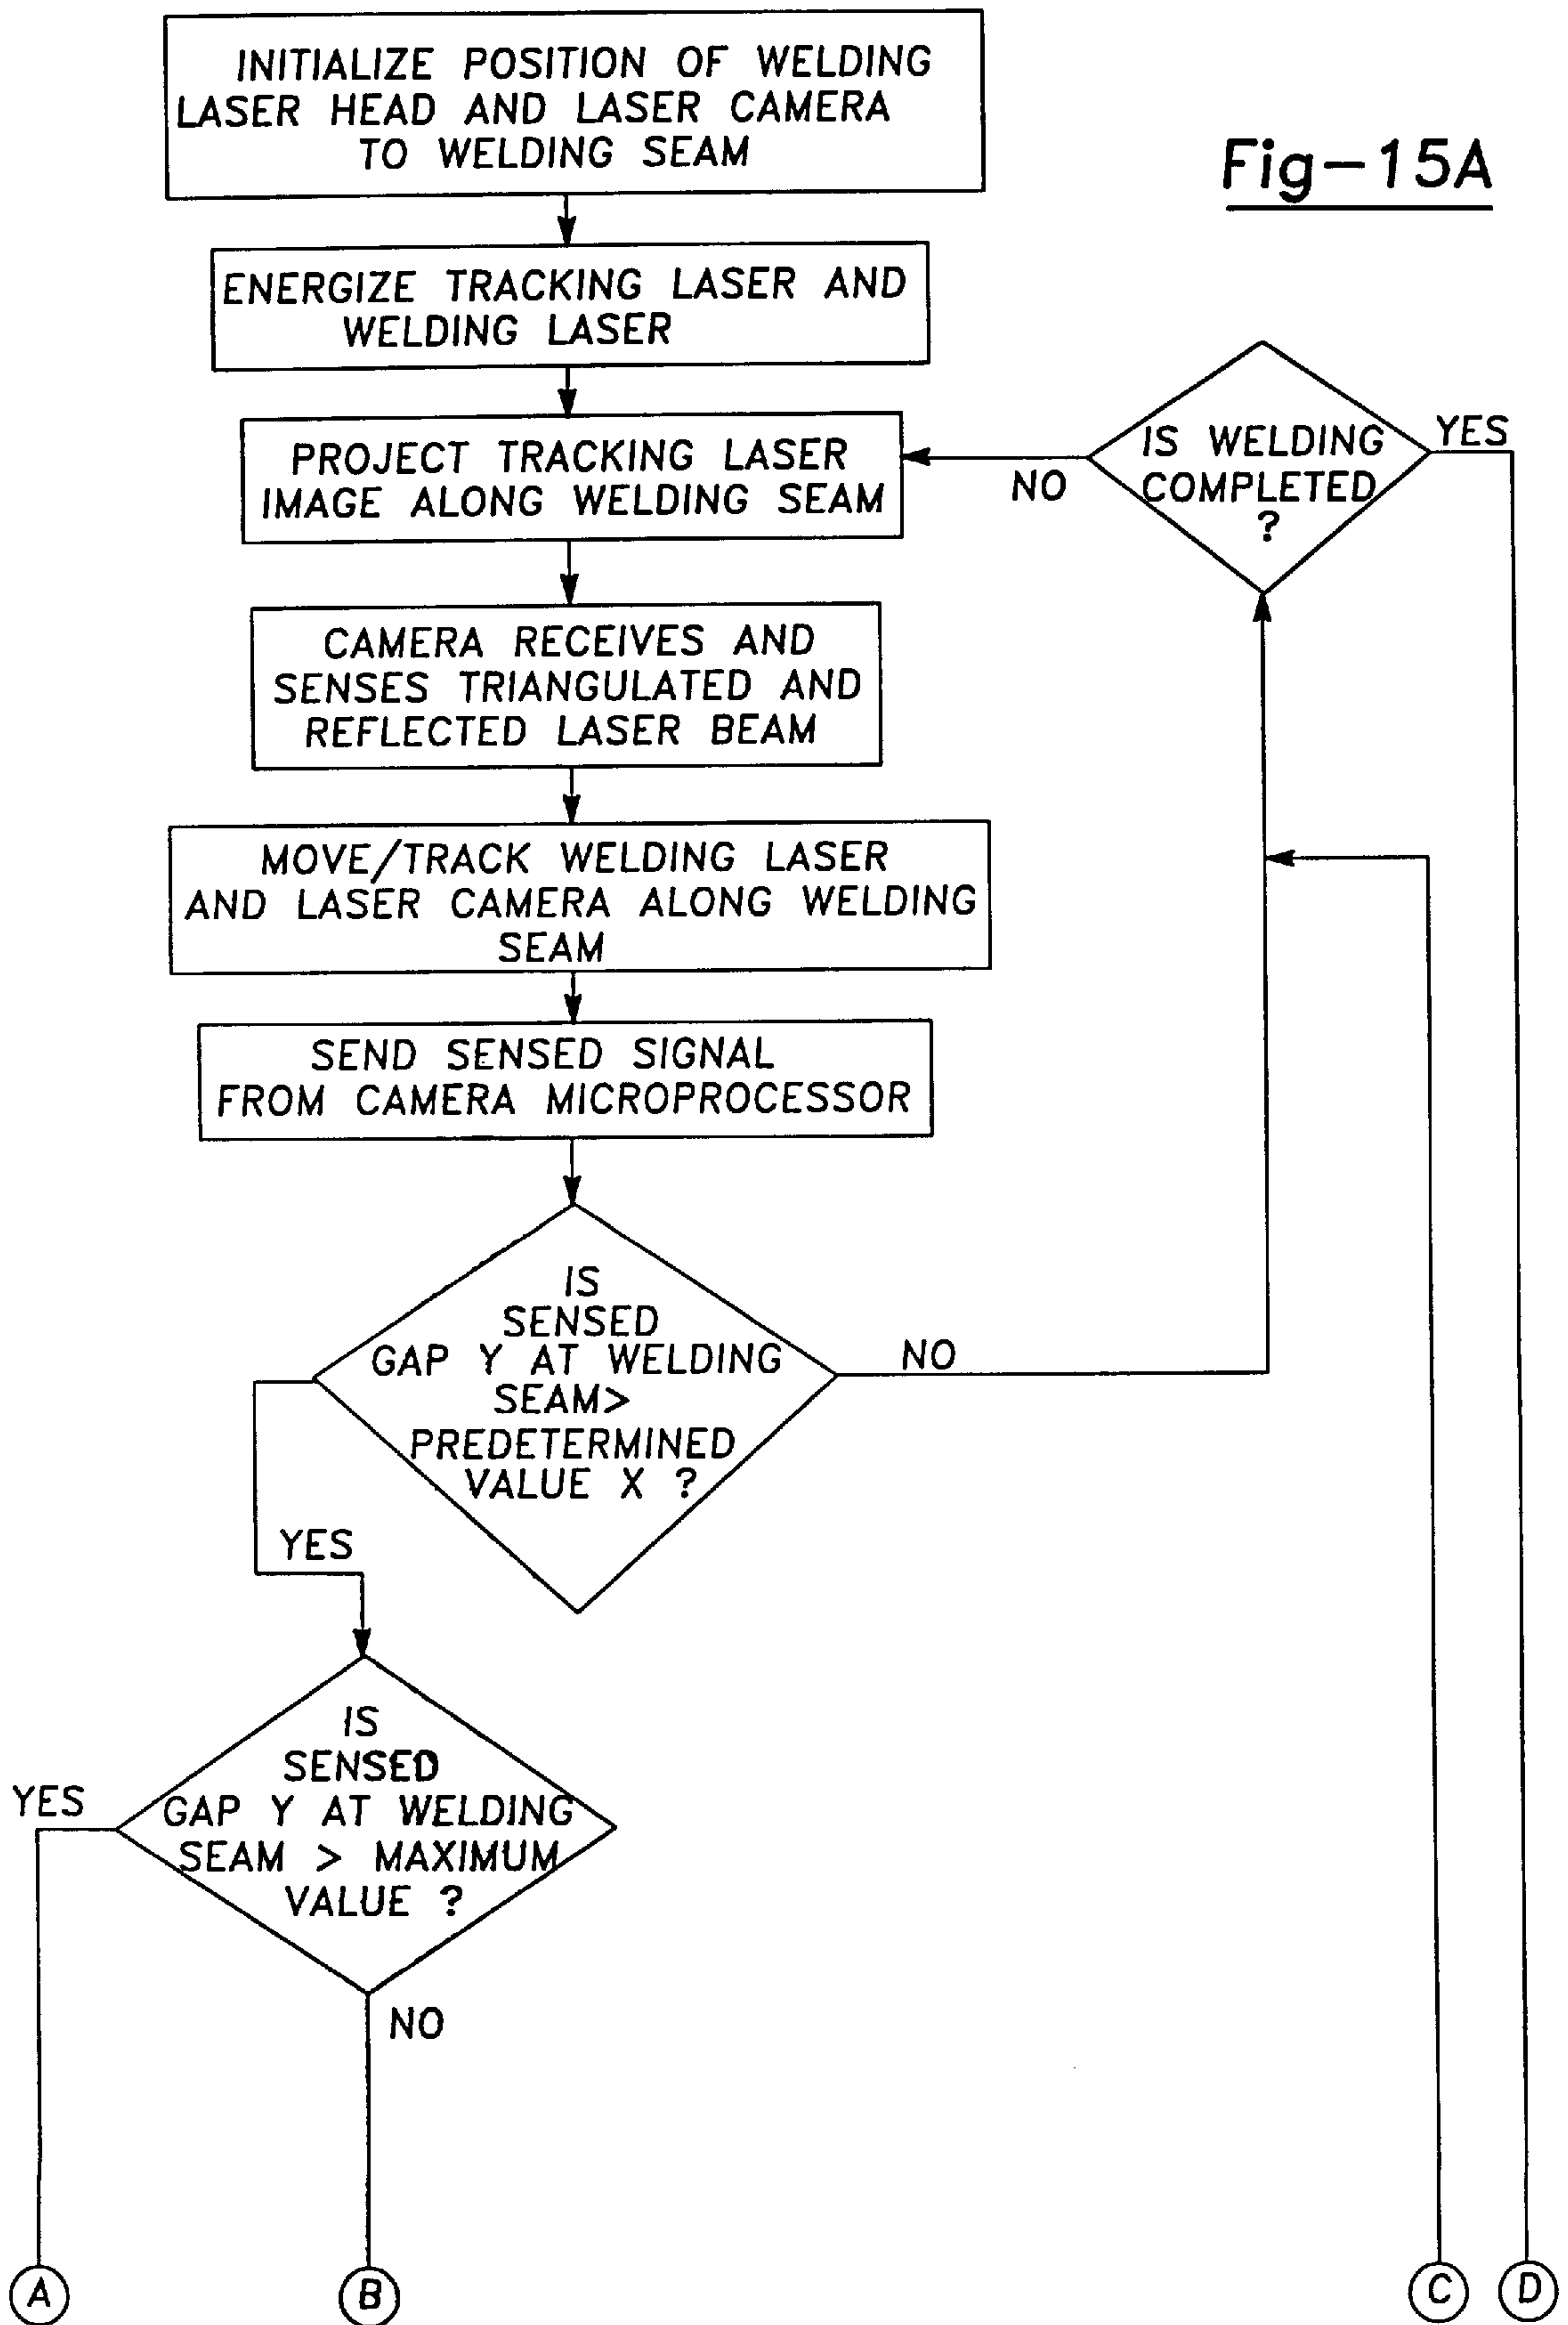 INITIALIZE POSITION OF WELDING
LASER HEAD AND LASER CAMERA
TO WELDING SEAM
Fig-15A
ENERGIZE TRACKING LASER AND
WELDING LASER
PROJECT TRACKING LASER
IMAGE ALONG WELDING SEAM
NO
IS WELDING
COMPLETED
?
YES
CAMERA RECEIVES AND
SENSES TRIANGULATED AND
REFLECTED LASER BEAM
MOVE/TRACK WELDING LASER
AND LASER CAMERA ALONG WELDING
SEAM
SEND SENSED SIGNAL
FROM CAMERA MICROPROCESSOR
IS
SENSED
GAP Y AT WELDING
SEAM>
PREDETERMINED
VALUE X ?
NO
YES
IS
SENSED
GAP Y AT WELDING
SEAM > MAXIMUM
VALUE ?
YES
NO
A
B
C
D